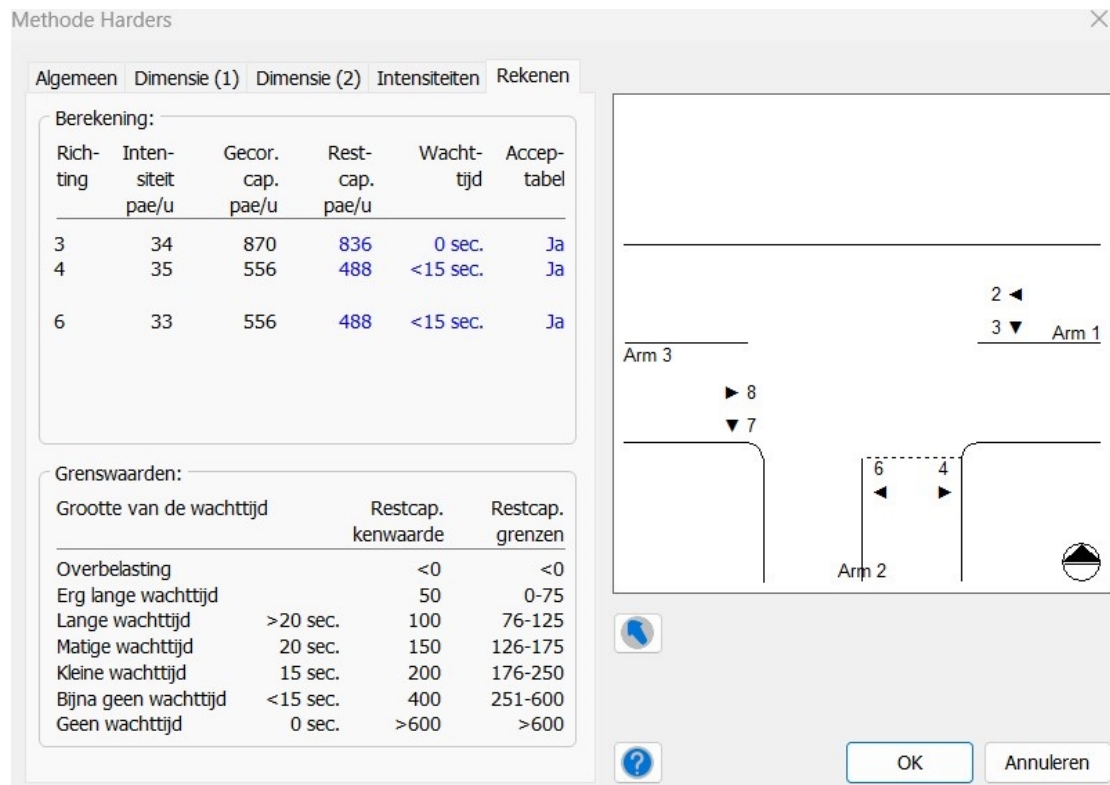 Methode Harders
Algemeen Dimensie (1) Dimensie (2) Intensiteiten Rekenen
Berekening:
Rich- Inten- Gecor. Rest- Wacht- Accep-
ting siteit cap. cap. tijd tabel
pae/u pae/u pae/u
3 34 870 836 0 sec. Ja
4 35 556 488 <15 sec. Ja
6 33 556 488 <15 sec. Ja
Grenswaarden:
Grootte van de wachttijd Restcap. Restcap.
kenwaarde grenzen
Overbelasting <0 <0
Erg lange wachttijd 50 0-75
Lange wachttijd >20 sec. 100 76-125
Matige wachttijd 20 sec. 150 126-175
Kleine wachttijd 15 sec. 200 176-250
Bijna geen wachttijd <15 sec. 400 251-600
Geen wachttijd 0 sec. >600 >600
2
3 Arm 1
Arm 3
8
7
6 4
Arm 2
OK Annuleren